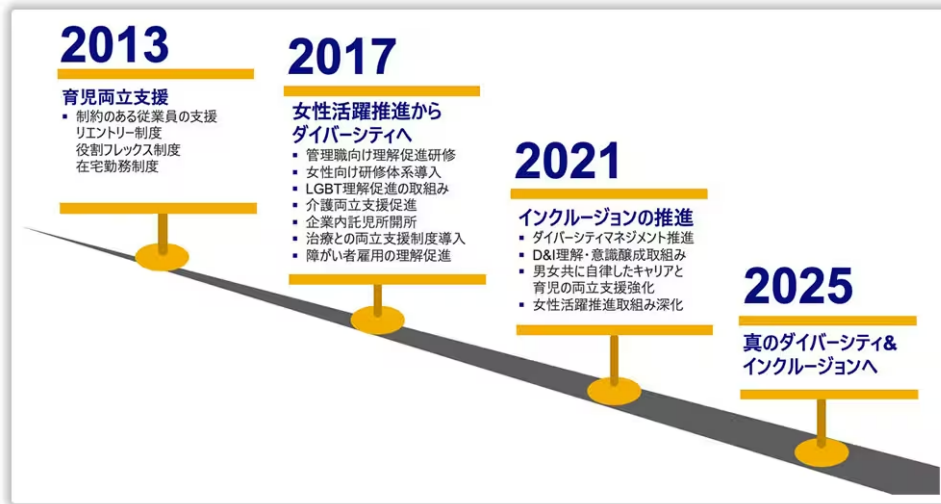 2013
育児両立支援
▪ 制約のある従業員の支援
リエントリー制度
役割フレックス制度
在宅勤務制度
2017
女性活躍推進から
ダイバーシティへ
▪ 管理職向け理解促進研修
▪ 女性向け研修体系導入
▪ LGBT理解促進の取組み
▪ 介護両立支援促進
▪ 企業内託児所開所
▪ 治療との両立支援制度導入
▪ 障がい者雇用の理解促進
2021
インクルージョンの推進
▪ ダイバーシティマネジメント推進
▪ D&I理解・意識醸成取組み
▪ 男女共に自律したキャリアと
育児の両立支援強化
▪ 女性活躍推進取組み深化
2025
真のダイバーシティ&
インクルージョンへ